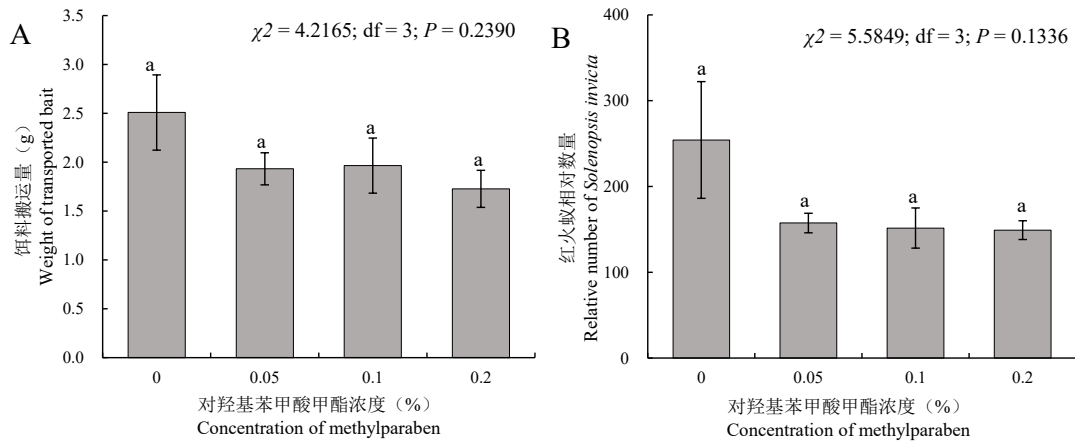 A
χ2 = 4.2165; df = 3; P = 0.2390
饵料搬运量（g）
Weight of transported bait
3.5
3.0
2.5
2.0
1.5
1.0
0.5
0.0
a
a
a
a
0
0.05
0.1
0.2
对羟基苯甲酸甲酯浓度（%）
Concentration of methylparaben
B
χ2 = 5.5849; df = 3; P = 0.1336
红火蚁相对数量
Relative number of Solenopsis invicta
400
300
200
100
0
a
a
a
a
0
0.05
0.1
0.2
对羟基苯甲酸甲酯浓度（%）
Concentration of methylparaben